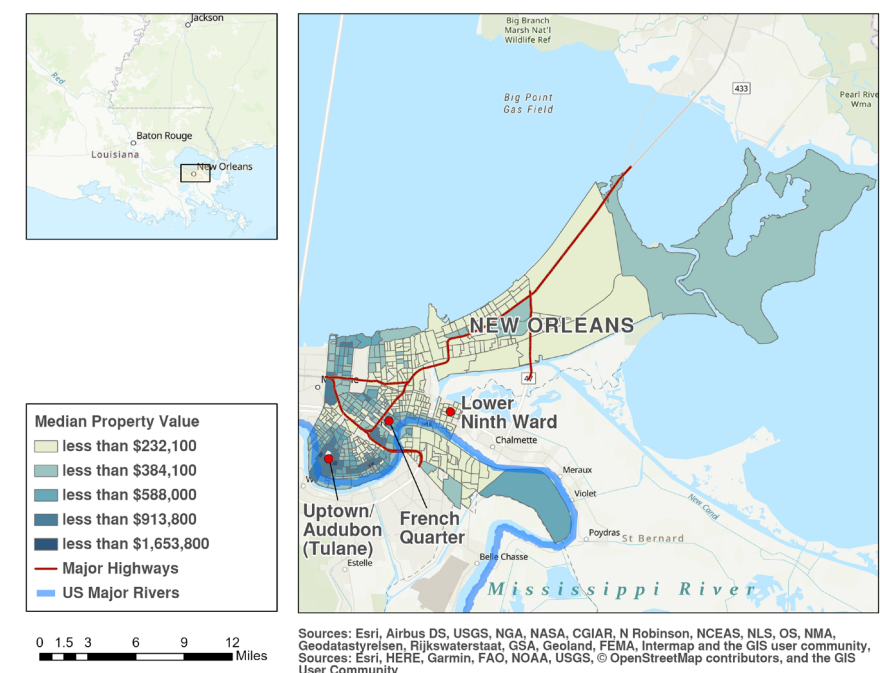 Jackson
Red
Baton Rouge
Louisiana
New Orleans
Big Branch
Marsh Nat'l
Wildlife Ref
433
Big Point
Gas Field
Pearl Rive
Wma
NEW ORLEANS
Lower
Ninth Ward
Chalmette
Meraux
Violet
New Canal
Poydras
St Bernard
Uptown/
Audubon
(Tulane)
French
Quarter
Estelle
Belle Chasse
Mississippi River
Median Property Value
less than $232,100
less than $384,100
less than $588,000
less than $913,800
less than $1,653,800
Major Highways
US Major Rivers
0 1.5 3 6 9 12
Miles
Sources: Esri, Airbus DS, USGS, NGA, NASA, CGIAR, N Robinson, NCEAS, NLS, OS, NMA,
Geodatastyrelsen, Rijkswaterstaat, GSA, Geoland, FEMA, Intermap and the GIS user community,
Sources: Esri, HERE, Garmin, FAO, NOAA, USGS, © OpenStreetMap contributors, and the GIS
User Community